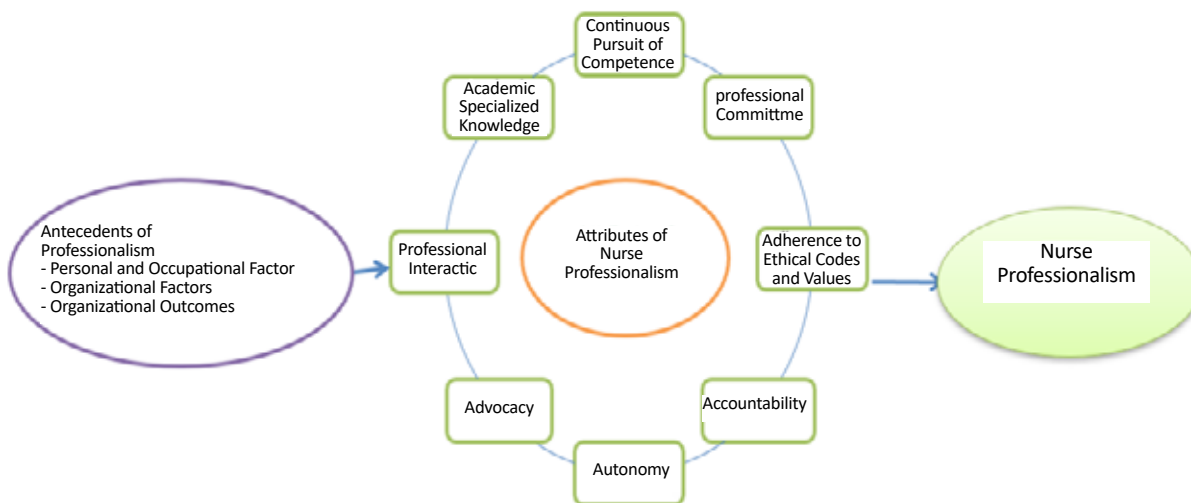 Continuous
Pursuit of
Competence
Academic
Specialized
Knowledge
professional
Committme
Antecedents of
Professionalism
- Personal and Occupational Factor
- Organizational Factors
- Organizational Outcomes
Professional
Interactic
Attributes of
Nurse
Professionalism
Adherence to
Ethical Codes
and Values
Nurse
Professionalism
Advocacy
Accountability
Autonomy